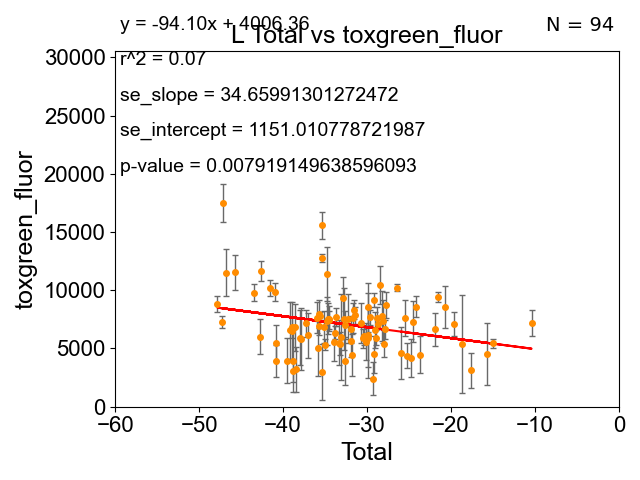 y = -94.10x + 4006.36
N = 94
L Total vs toxgreen_fluor
r^2 = 0.07
se_slope = 34.65991301272472
se_intercept = 1151.010778721987
p-value = 0.007919149638596093
30000
25000
20000
15000
10000
5000
0
toxgreen_fluor
−60
−50
−40
−30
−20
−10
0
Total